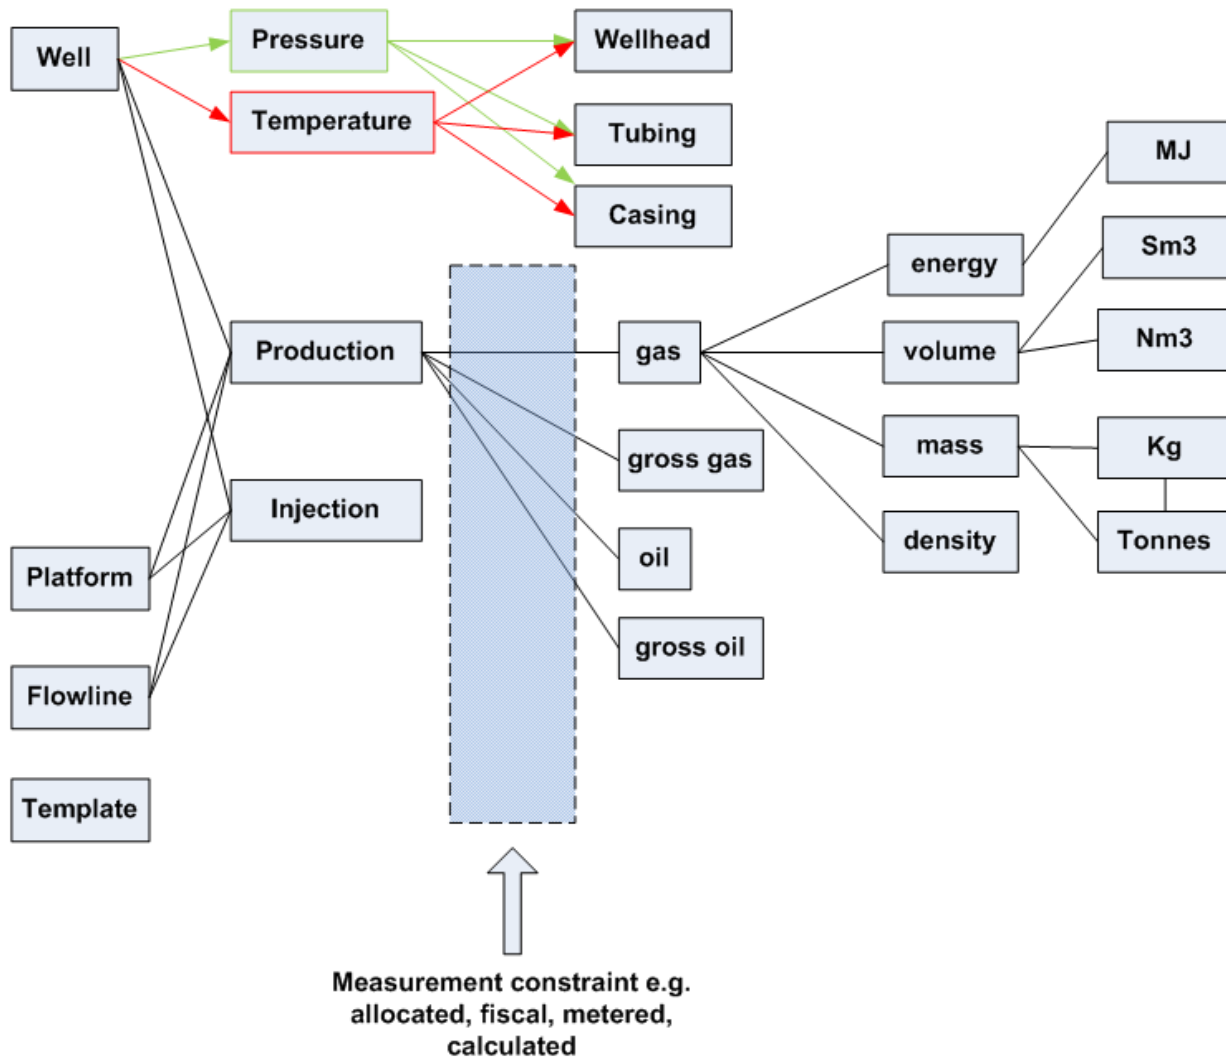 Well
Pressure
Wellhead
Temperature
Tubing
MJ
Casing
Sm3
energy
Production
gas
volume
Nm3
gross gas
mass
Kg
Injection
density
Tonnes
Platform
oil
gross oil
Flowline
Template
Measurement constraint e.g.
allocated, fiscal, metered,
calculated